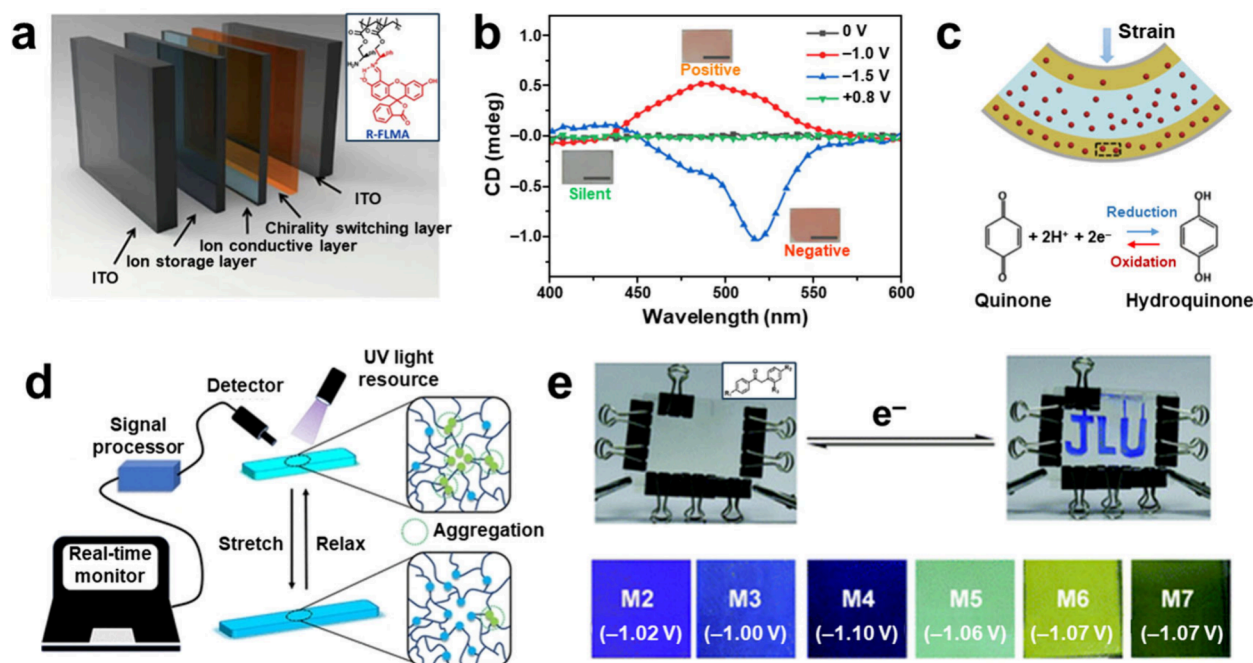 a
R-FLMA
ITO
Chirality switching layer
Ion conductive layer
Ion storage layer
ITO
b
CD (mdeg)
1.0
0.5
–0.0
–0.5
–1.0
400
450
500
550
600
Wavelength (nm)
0 V
–1.0 V
–1.5 V
+0.8 V
Positive
Silent
Negative
c
Strain
O
O
+ 2H⁺ + 2e⁻
Reduction
Oxidation
OH
OH
Quinone
Hydroquinone
d
UV light
resource
Detector
Signal
processor
Real-time
monitor
Stretch
Relax
Aggregation
e
e⁻
JLU
M2
(–1.02 V)
M3
(–1.00 V)
M4
(–1.10 V)
M5
(–1.06 V)
M6
(–1.07 V)
M7
(–1.07 V)